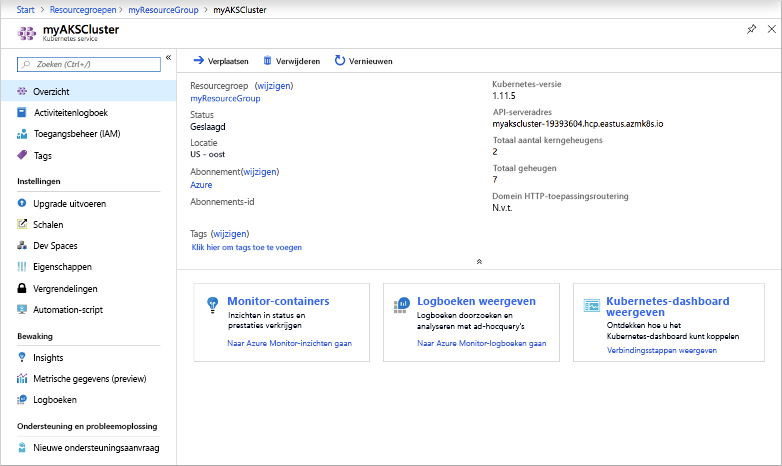 Start > Resourcegroepen > myResourceGroup > myAKSCluster
myAKSCluster
Kubernetes service
Zoeken (Ctrl+/)
Overzicht
Activiteitenlogboek
Toegangsbeheer (IAM)
Tags
Instellingen
Upgrade uitvoeren
Schalen
Dev Spaces
Eigenschappen
Vergrendelingen
Automation-script
Bewaking
Insights
Metrische gegevens (preview)
Logboeken
Ondersteuning en probleemoplossing
Nieuwe ondersteuningsaanvraag
Verplaatsen Verwijderen Vernieuwen
Resourcegroep (wijzigen)
myResourceGroup
Status
Geslaagd
Locatie
US - oost
Abonnement(wijzigen)
Azure
Abonnements-id
Tags (wijzigen)
Klik hier om tags toe te voegen
Kubernetes-versie
1.11.5
API-serveradres
myakscluster-19393604.hcp.eastus.azmk8s.io
Totaal aantal kerngeheugens
2
Totaal geheugen
7
Domein HTTP-toepassingsroutering
N.v.t.
Monitor-containers
Inzichten in status en
prestaties verkrijgen
Naar Azure Monitor-inzichten gaan
Logboeken weergeven
Logboeken doorzoeken en
analyseren met ad-hocquery's
Naar Azure Monitor-logboeken gaan
Kubernetes-dashboard
weergeven
Ontdekken hoe u het
Kubernetes-dashboard kunt koppelen
Verbindingsstappen weergeven